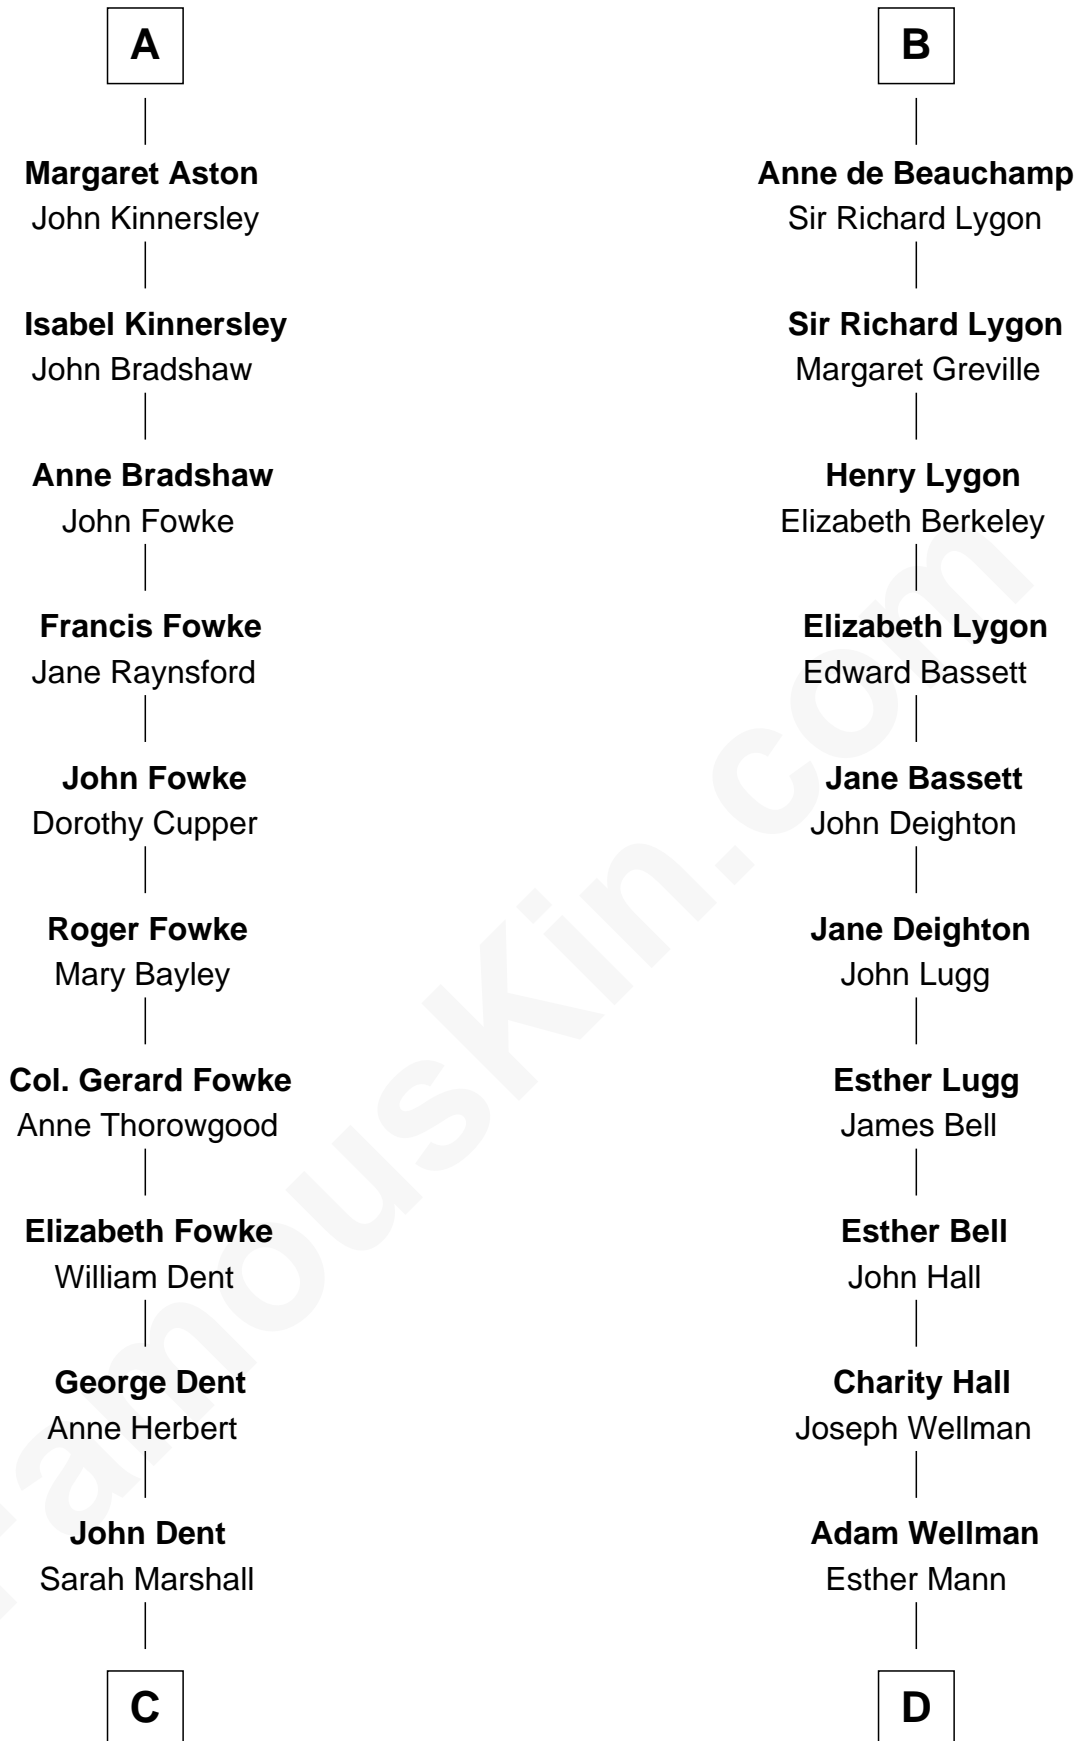 A
Margaret Aston
John Kinnersley
Isabel Kinnersley
John Bradshaw
Anne Bradshaw
John Fowke
Francis Fowke
Jane Raynsford
John Fowke
Dorothy Cupper
Roger Fowke
Mary Bayley
Col. Gerard Fowke
Anne Thorowgood
Elizabeth Fowke
William Dent
George Dent
Anne Herbert
John Dent
Sarah Marshall
C
B
Anne de Beauchamp
Sir Richard Lygon
Sir Richard Lygon
Margaret Greville
Henry Lygon
Elizabeth Berkeley
Elizabeth Lygon
Edward Bassett
Jane Bassett
John Deighton
Jane Deighton
John Lugg
Esther Lugg
James Bell
Esther Bell
John Hall
Charity Hall
Joseph Wellman
Adam Wellman
Esther Mann
D
FamousKin.com